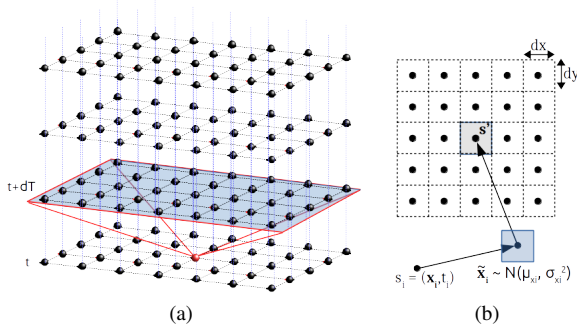 t+dT
t
(a)
dx
dy
s'
s_i = (x_i, t_i)
x̃_i ~ N(μ_xi, σ_xi²)
(b)